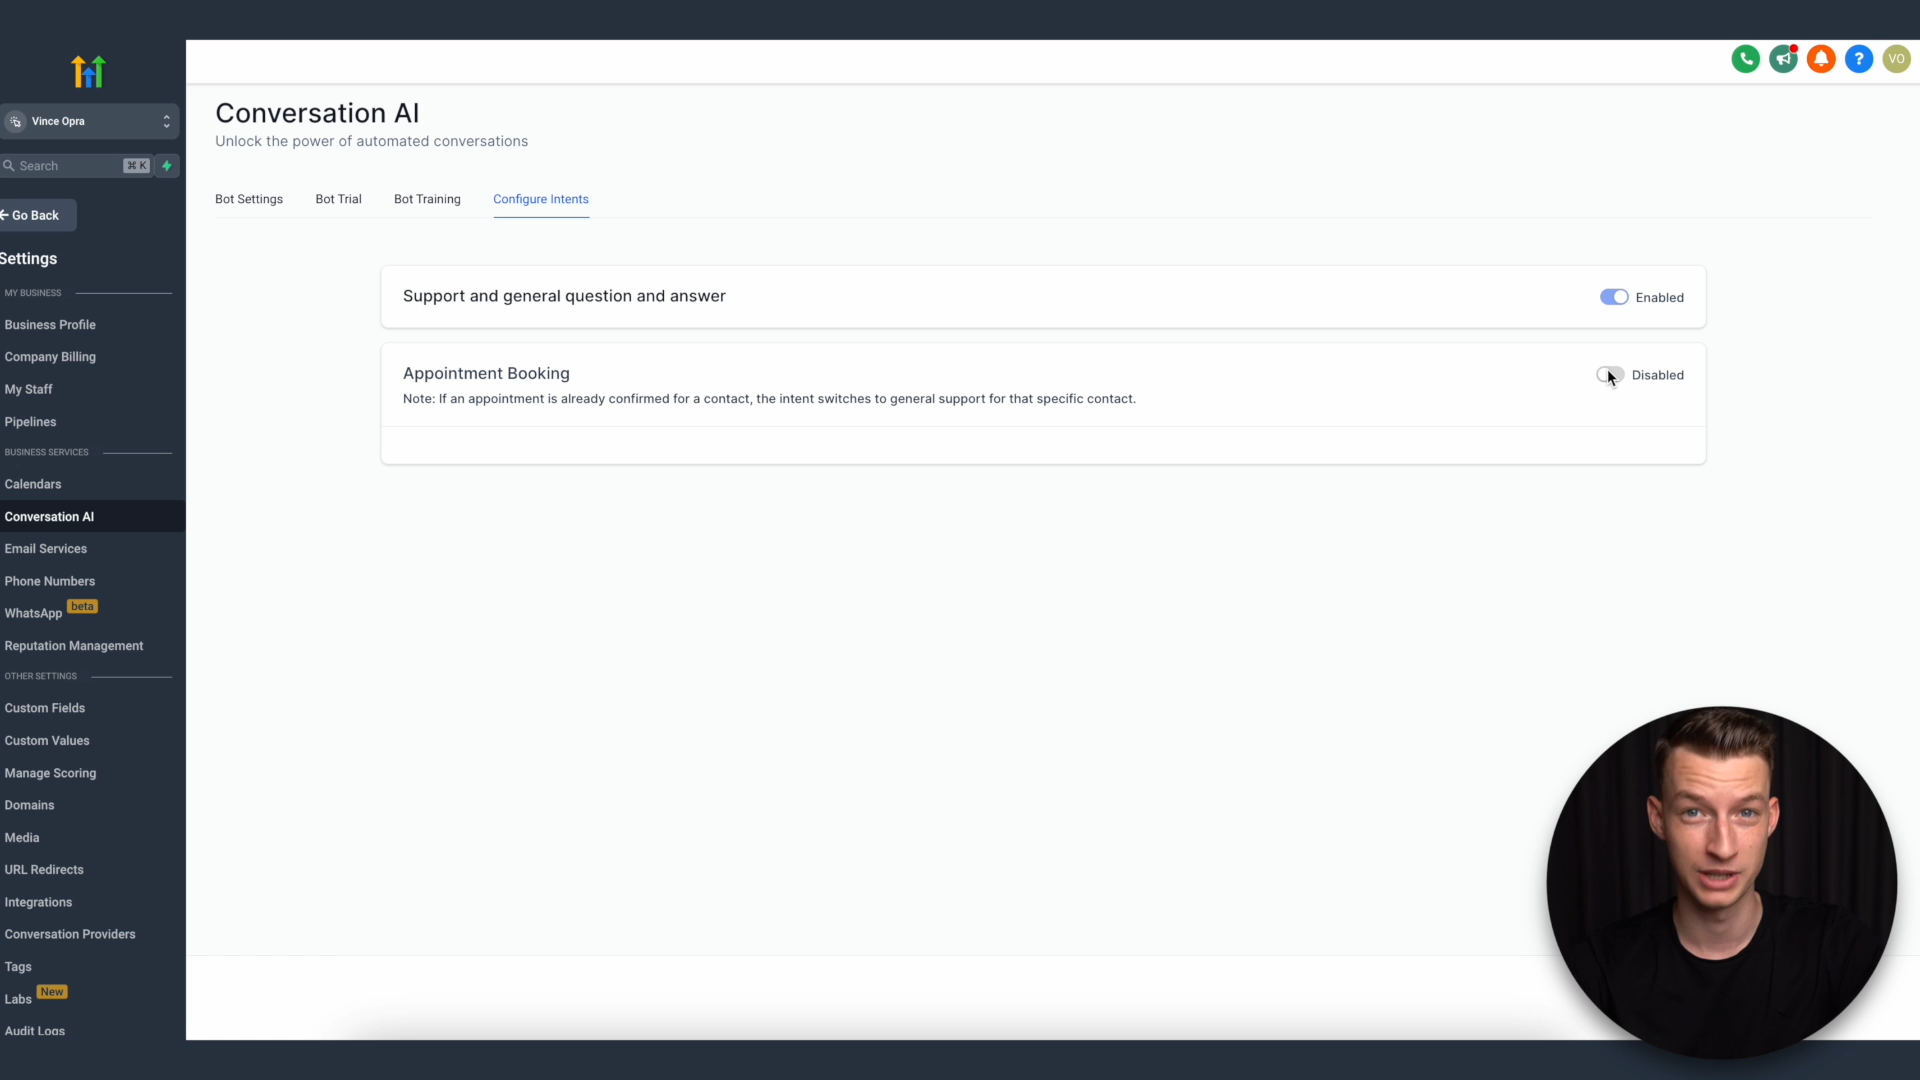 VO
Vince Opra
Search
⌘ K
Go Back
Settings
MY BUSINESS
Business Profile
Company Billing
My Staff
Pipelines
BUSINESS SERVICES
Calendars
Conversation AI
Email Services
Phone Numbers
WhatsApp beta
Reputation Management
OTHER SETTINGS
Custom Fields
Custom Values
Manage Scoring
Domains
Media
URL Redirects
Integrations
Conversation Providers
Tags
Labs New
Audit Logs
Conversation AI
Unlock the power of automated conversations
Bot Settings
Bot Trial
Bot Training
Configure Intents
Support and general question and answer
Enabled
Appointment Booking
Disabled
Note: If an appointment is already confirmed for a contact, the intent switches to general support for that specific contact.